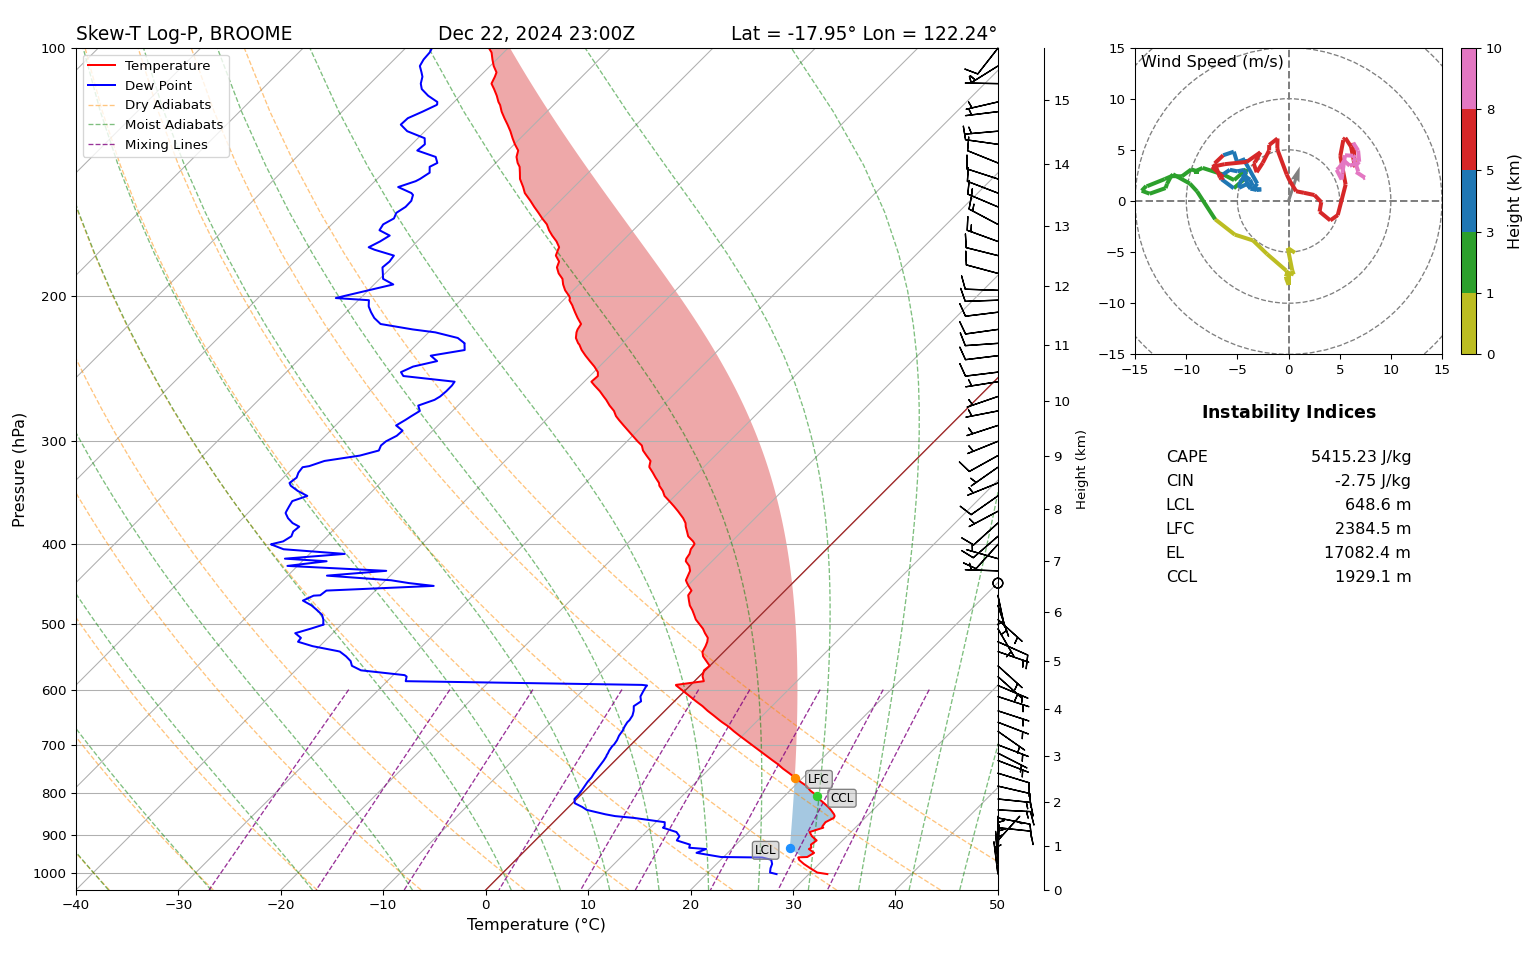 Skew-T Log-P, BROOME Dec 22, 2024 23:00Z Lat = -17.95° Lon = 122.24°
Temperature
Dew Point
Dry Adiabats
Moist Adiabats
Mixing Lines
Pressure (hPa)
100
200
300
400
500
600
700
800
900
1000
LFC
CCL
LCL
−40 −30 −20 −10 0 10 20 30 40 50
Temperature (°C)
15
14
13
12
11
10
9
8
7
6
5
4
3
2
1
0
Height (km)
Wind Speed (m/s)
15
10
5
0
−5
−10
−15
−15 −10 −5 0 5 10 15
10
8
5
3
1
0
Height (km)
Instability Indices
CAPE 5415.23 J/kg
CIN -2.75 J/kg
LCL 648.6 m
LFC 2384.5 m
EL 17082.4 m
CCL 1929.1 m